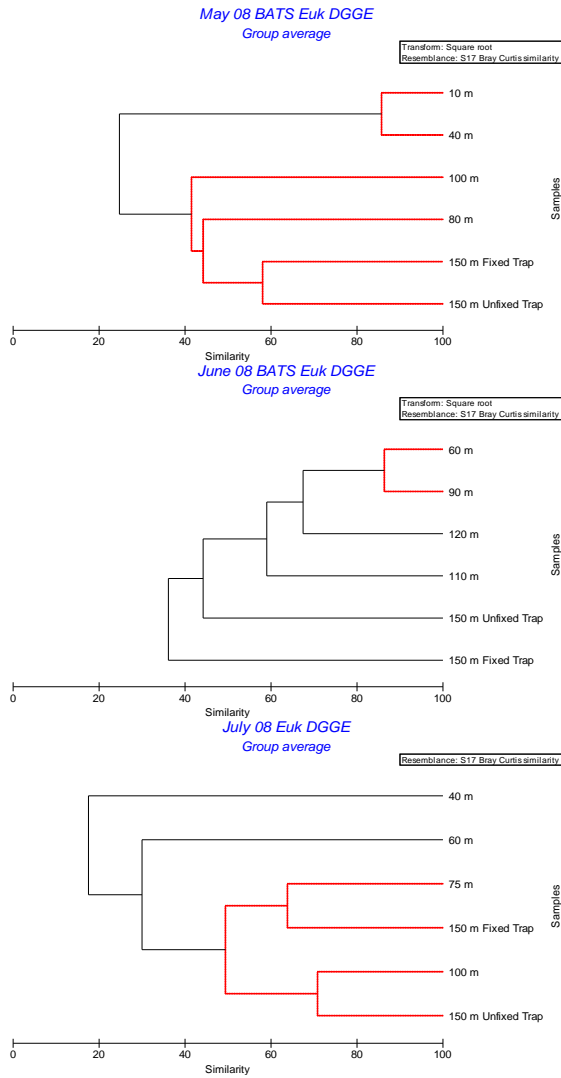 May 08 BATS Euk DGGE
Group average
Transform: Square root
Resemblance: S17 Bray Curtis similarity
10 m
40 m
100 m
80 m
150 m Fixed Trap
150 m Unfixed Trap
Samples
0 20 40 60 80 100
Similarity
June 08 BATS Euk DGGE
Group average
Transform: Square root
Resemblance: S17 Bray Curtis similarity
60 m
90 m
120 m
110 m
150 m Unfixed Trap
150 m Fixed Trap
Samples
0 20 40 60 80 100
Similarity
July 08 Euk DGGE
Group average
Resemblance: S17 Bray Curtis similarity
40 m
60 m
75 m
150 m Fixed Trap
100 m
150 m Unfixed Trap
Samples
0 20 40 60 80 100
Similarity